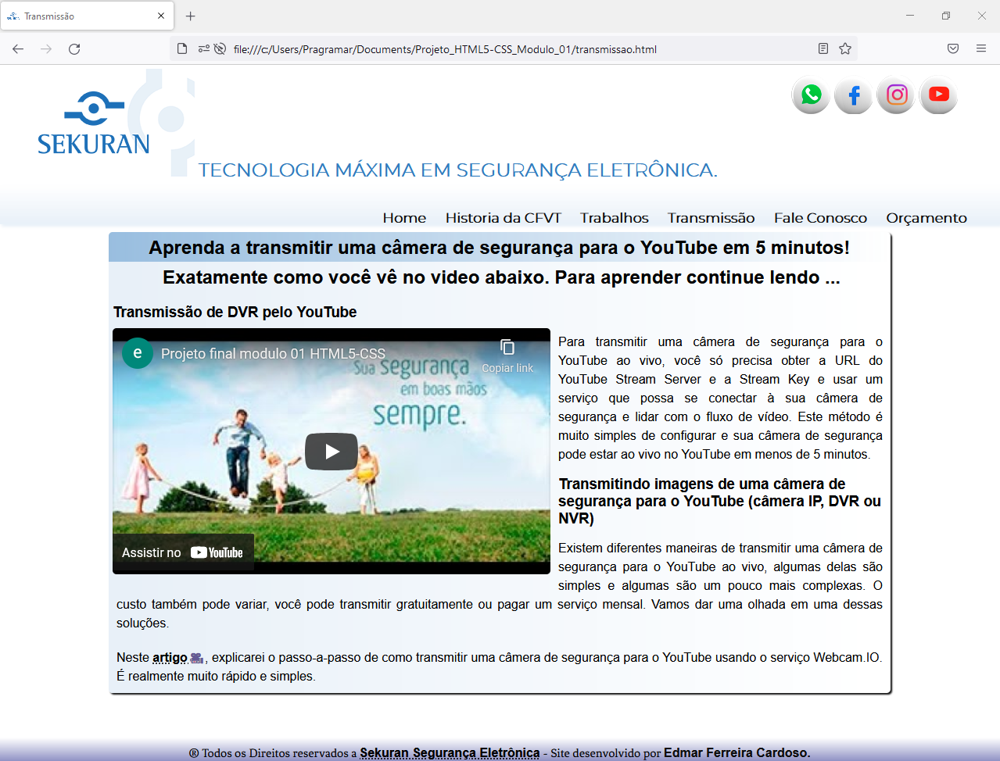 Transmissão
file:///c:/Users/Pragramar/Documents/Projeto_HTML5-CSS_Modulo_01/transmissao.html
SEKURAN
TECNOLOGIA MÁXIMA EM SEGURANÇA ELETRÔNICA.
Home Historia da CFVT Trabalhos Transmissão Fale Conosco Orçamento
Aprenda a transmitir uma câmera de segurança para o YouTube em 5 minutos!
Exatamente como você vê no video abaixo. Para aprender continue lendo ...
Transmissão de DVR pelo YouTube
e Projeto final modulo 01 HTML5-CSS
Copiar link
Sua segurança
em boas mãos
sempre.
Assistir no YouTube
Para transmitir uma câmera de segurança para o
YouTube ao vivo, você só precisa obter a URL do
YouTube Stream Server e a Stream Key e usar um
serviço que possa se conectar à sua câmera de
segurança e lidar com o fluxo de vídeo. Este método é
muito simples de configurar e sua câmera de segurança
pode estar ao vivo no YouTube em menos de 5 minutos.
Transmitindo imagens de uma câmera de
segurança para o YouTube (câmera IP, DVR ou
NVR)
Existem diferentes maneiras de transmitir uma câmera de
segurança para o YouTube ao vivo, algumas delas são
simples e algumas são um pouco mais complexas. O
custo também pode variar, você pode transmitir gratuitamente ou pagar um serviço mensal. Vamos dar uma olhada em uma dessas
soluções.
Neste artigo, explicarei o passo-a-passo de como transmitir uma câmera de segurança para o YouTube usando o serviço Webcam.IO.
É realmente muito rápido e simples.
® Todos os Direitos reservados a Sekuran Segurança Eletrônica - Site desenvolvido por Edmar Ferreira Cardoso.